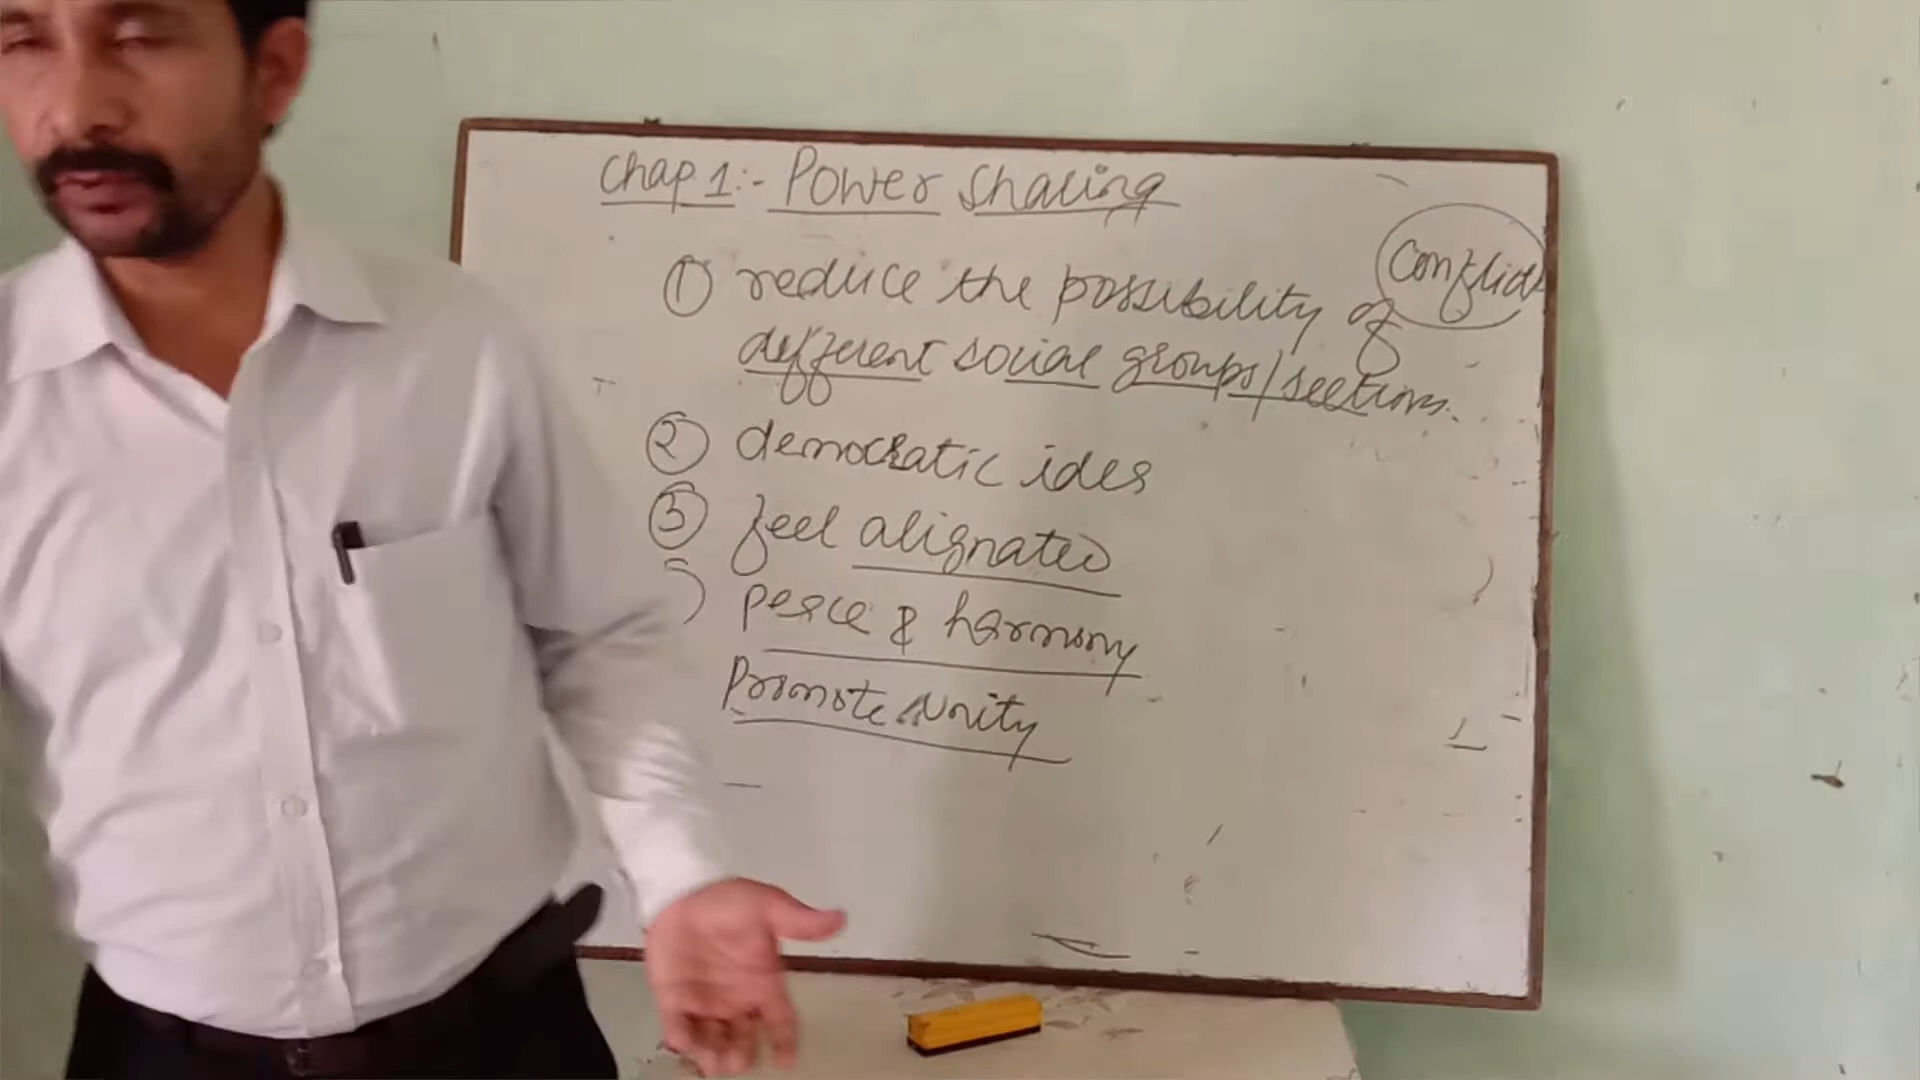 Chap 1:- Power Sharing
① reduce the possibility of Conflict
different social groups/sections.
② democratic ides
③ feel alignated
peace & harmony
Promote Unity